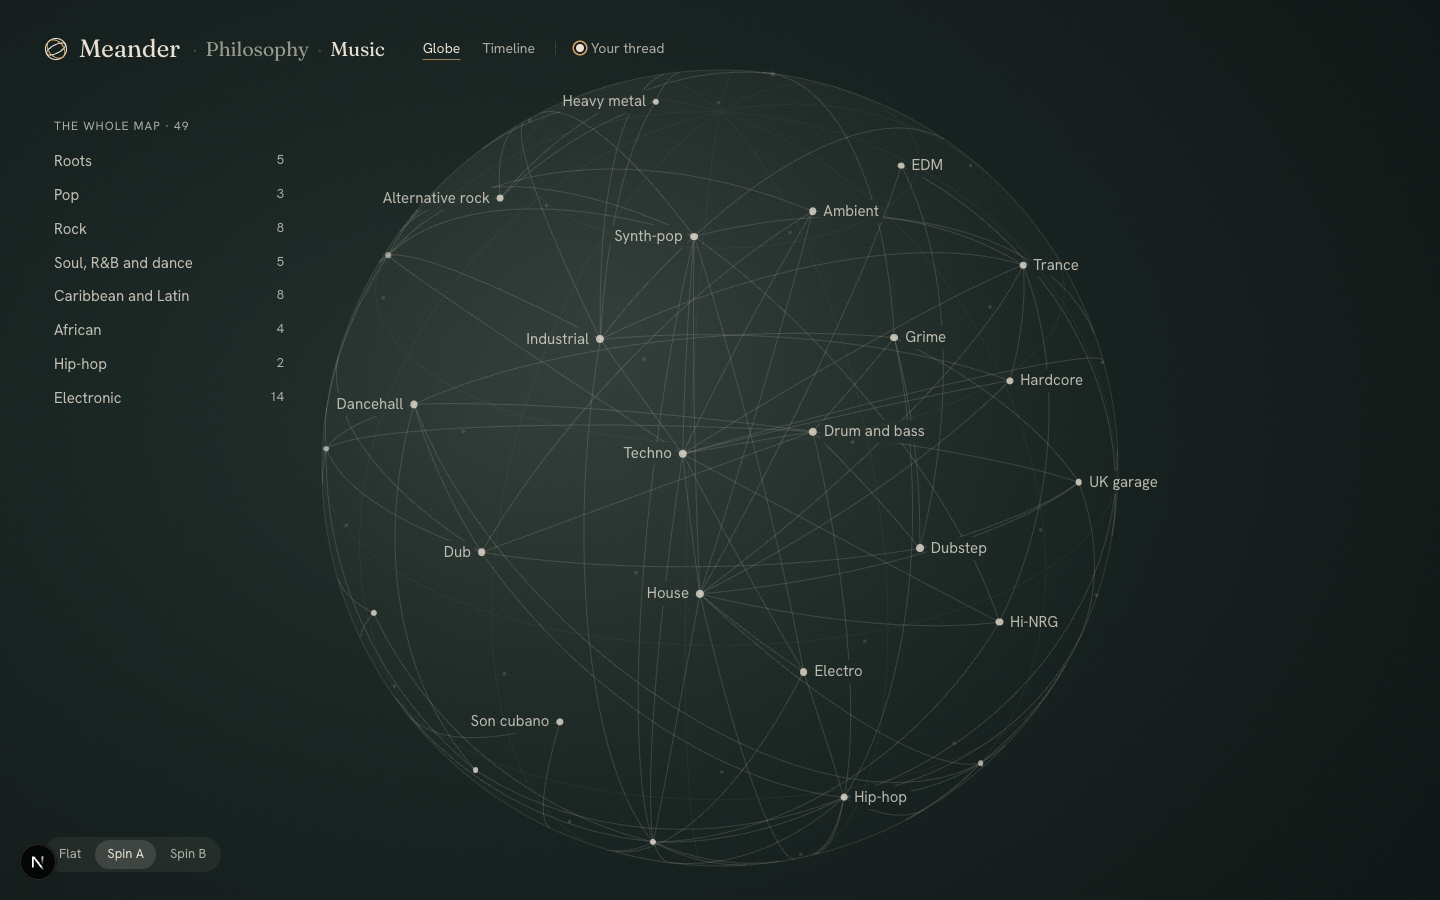 Meander · Philosophy · Music Globe Timeline Your thread
THE WHOLE MAP · 49
Roots 5
Pop 3
Rock 8
Soul, R&B and dance 5
Caribbean and Latin 8
African 4
Hip-hop 2
Electronic 14
Heavy metal
EDM
Alternative rock
Ambient
Synth-pop
Trance
Industrial
Grime
Hardcore
Dancehall
Drum and bass
Techno
UK garage
Dub
Dubstep
House
Hi-NRG
Electro
Son cubano
Hip-hop
N Flat Spin A Spin B